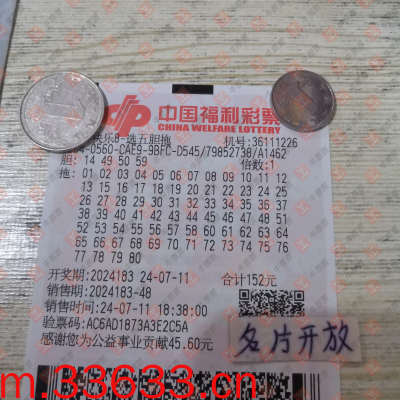 中国福利彩票
CHINA WELFARE LOTTERY
快乐8-选五胆拖 机号:36111226
-0560-CAE9-9BFC-D545/79852738/A1462
胆: 14 49 50 59 倍数:1
拖: 01 02 03 04 05 06 07 08 09 10 11 12
13 15 16 17 18 19 20 21 22 23 24 25
26 27 28 29 30 31 32 33 34 35 36 37
38 39 40 41 42 43 44 45 46 47 48 51
52 53 54 55 56 57 58 60 61 62 63 64
65 66 67 68 69 70 71 72 73 74 75 76
77 78 79 80
开奖期:2024183 24-07-11 合计152元
销售期:2024183-48
销售时间:24-07-11 18:38:00
验票码:AC6AD1873A3E2C5A
感谢您为公益事业贡献45.60元
名片开放
m.33633.cn